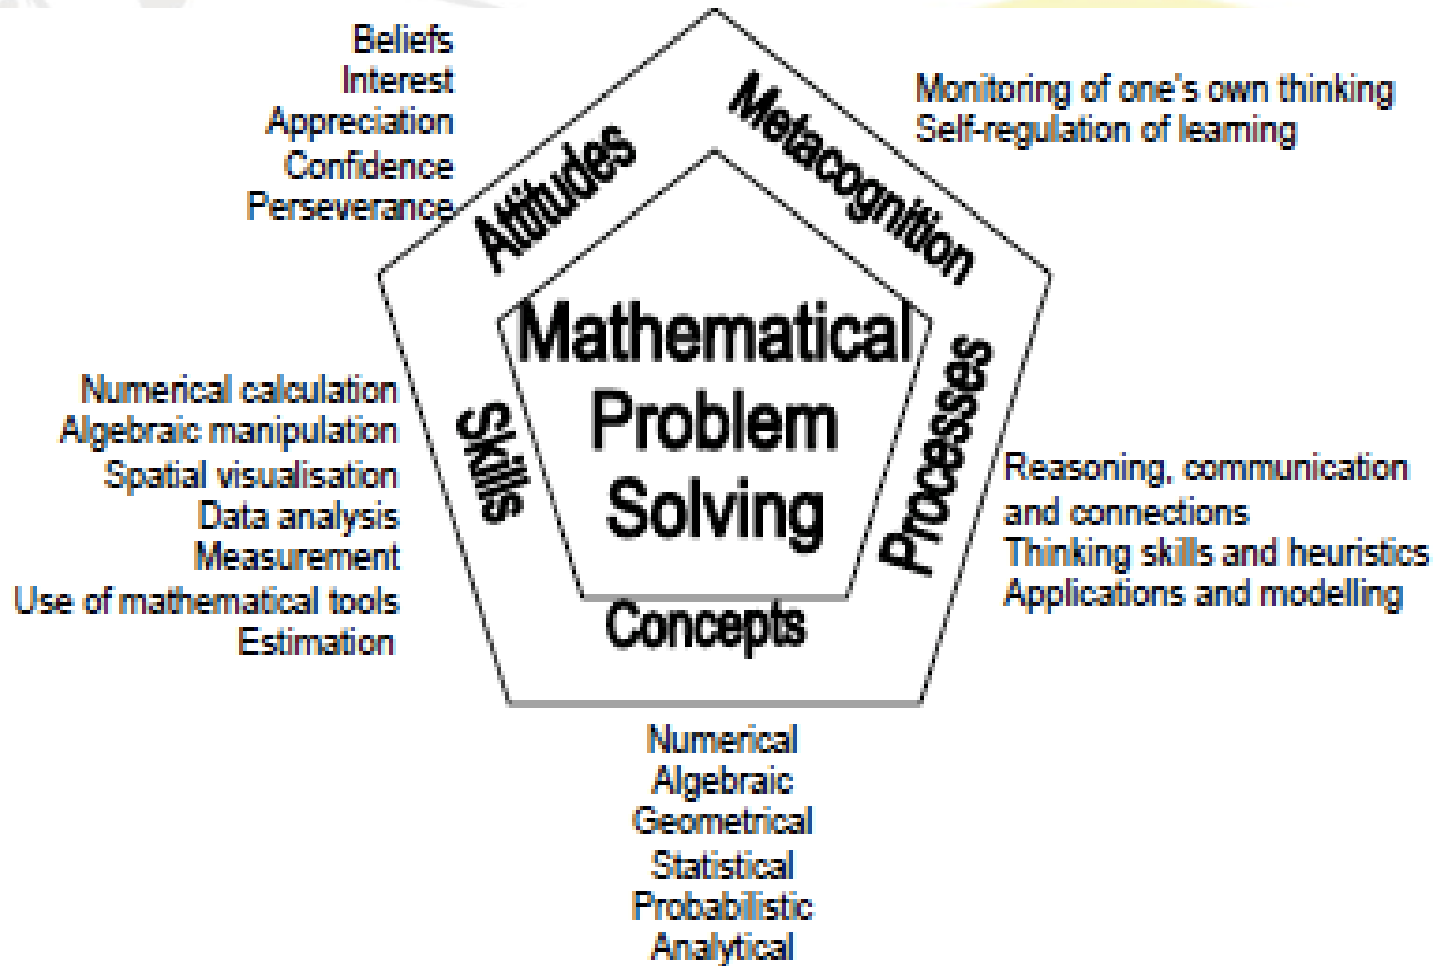 Beliefs
Interest
Appreciation
Confidence
Perseverance
Attitudes
Metacognition
Monitoring of one's own thinking
Self-regulation of learning
Mathematical
Problem
Solving
Numerical calculation
Algebraic manipulation
Spatial visualisation
Data analysis
Measurement
Use of mathematical tools
Estimation
Skills
Processes
Reasoning, communication
and connections
Thinking skills and heuristics
Applications and modelling
Concepts
Numerical
Algebraic
Geometrical
Statistical
Probabilistic
Analytical